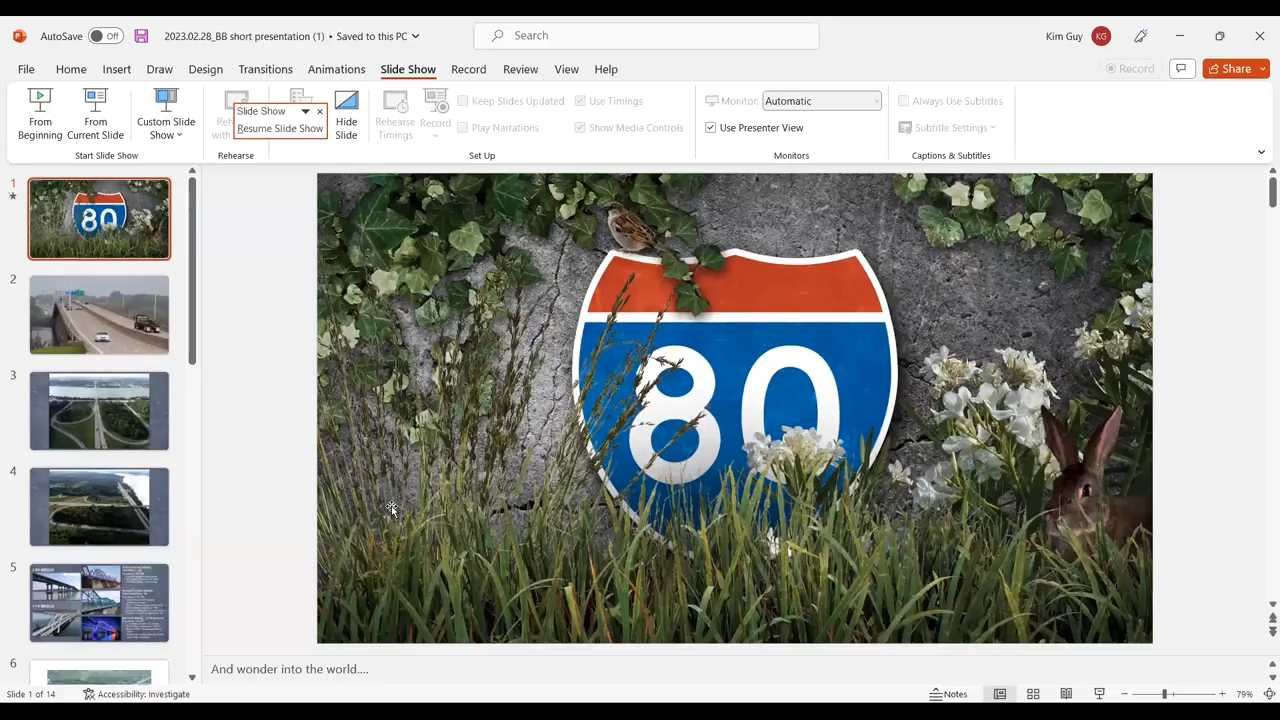 AutoSave Off 2023.02.28_BB short presentation (1) • Saved to this PC Search Kim Guy KG
File Home Insert Draw Design Transitions Animations Slide Show Record Review View Help Record Share
From Beginning
From Current Slide
Custom Slide Show
Slide Show
Resume Slide Show
Hide Slide
Rehearse Timings
Record
Keep Slides Updated
Play Narrations
Use Timings
Show Media Controls
Monitor: Automatic
Use Presenter View
Always Use Subtitles
Subtitle Settings
Start Slide Show Rehearse Set Up Monitors Captions & Subtitles
1
80
2
3
4
5
6
80
And wonder into the world....
Slide 1 of 14 Accessibility: Investigate Notes 79%